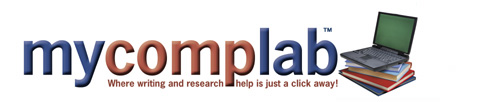 mycomplab™
Where writing and research help is just a click away!